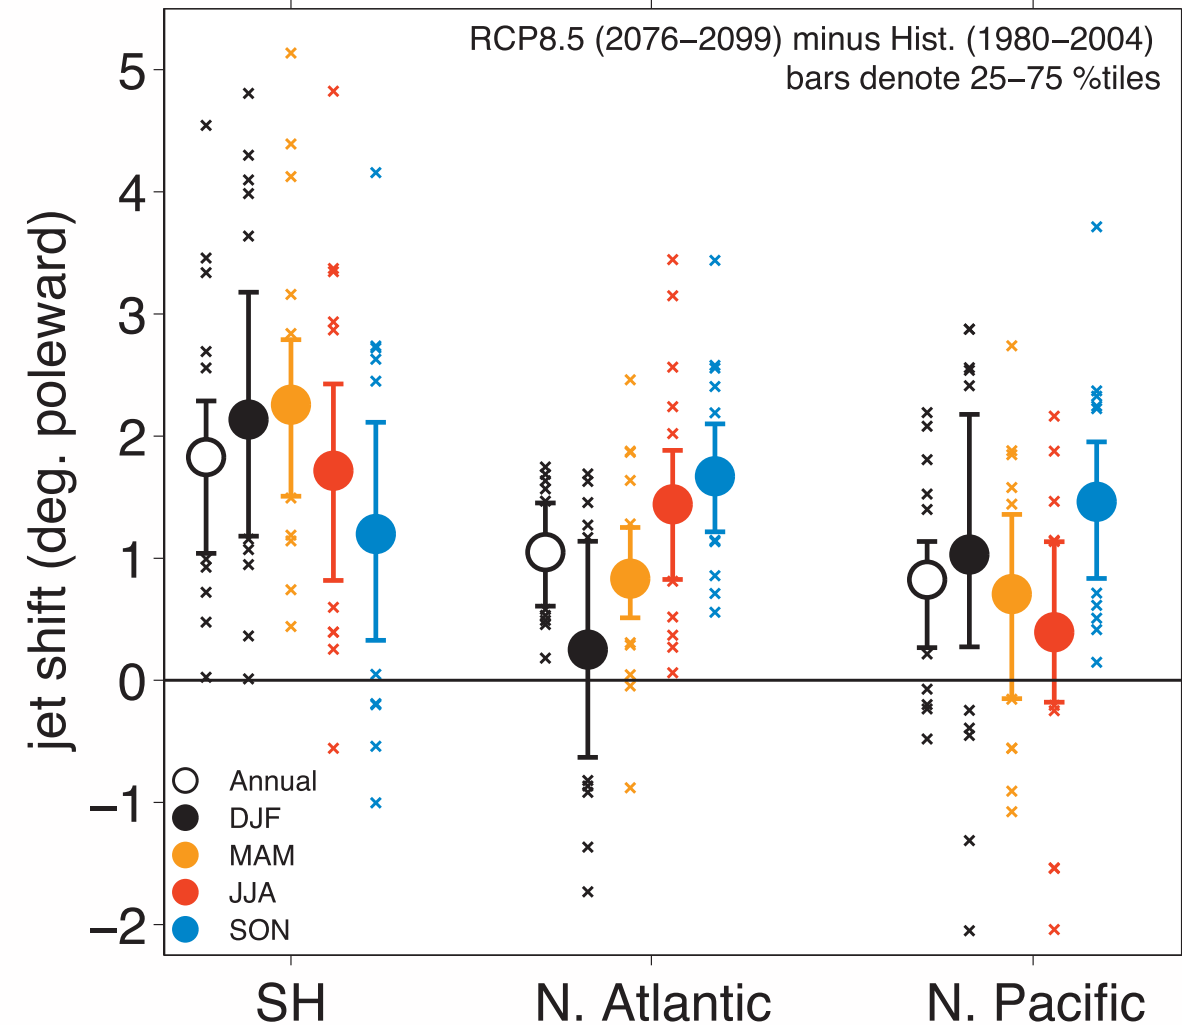 RCP8.5 (2076–2099) minus Hist. (1980–2004)
bars denote 25–75 %tiles
jet shift (deg. poleward)
5
4
3
2
1
0
−1
−2
Annual
DJF
MAM
JJA
SON
SH
N. Atlantic
N. Pacific